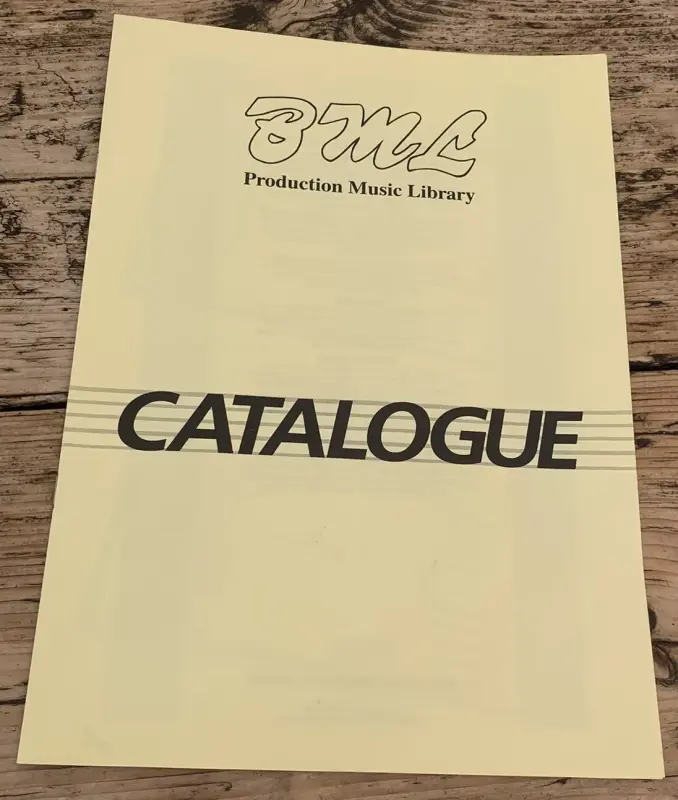 BML
Production Music Library
CATALOGUE